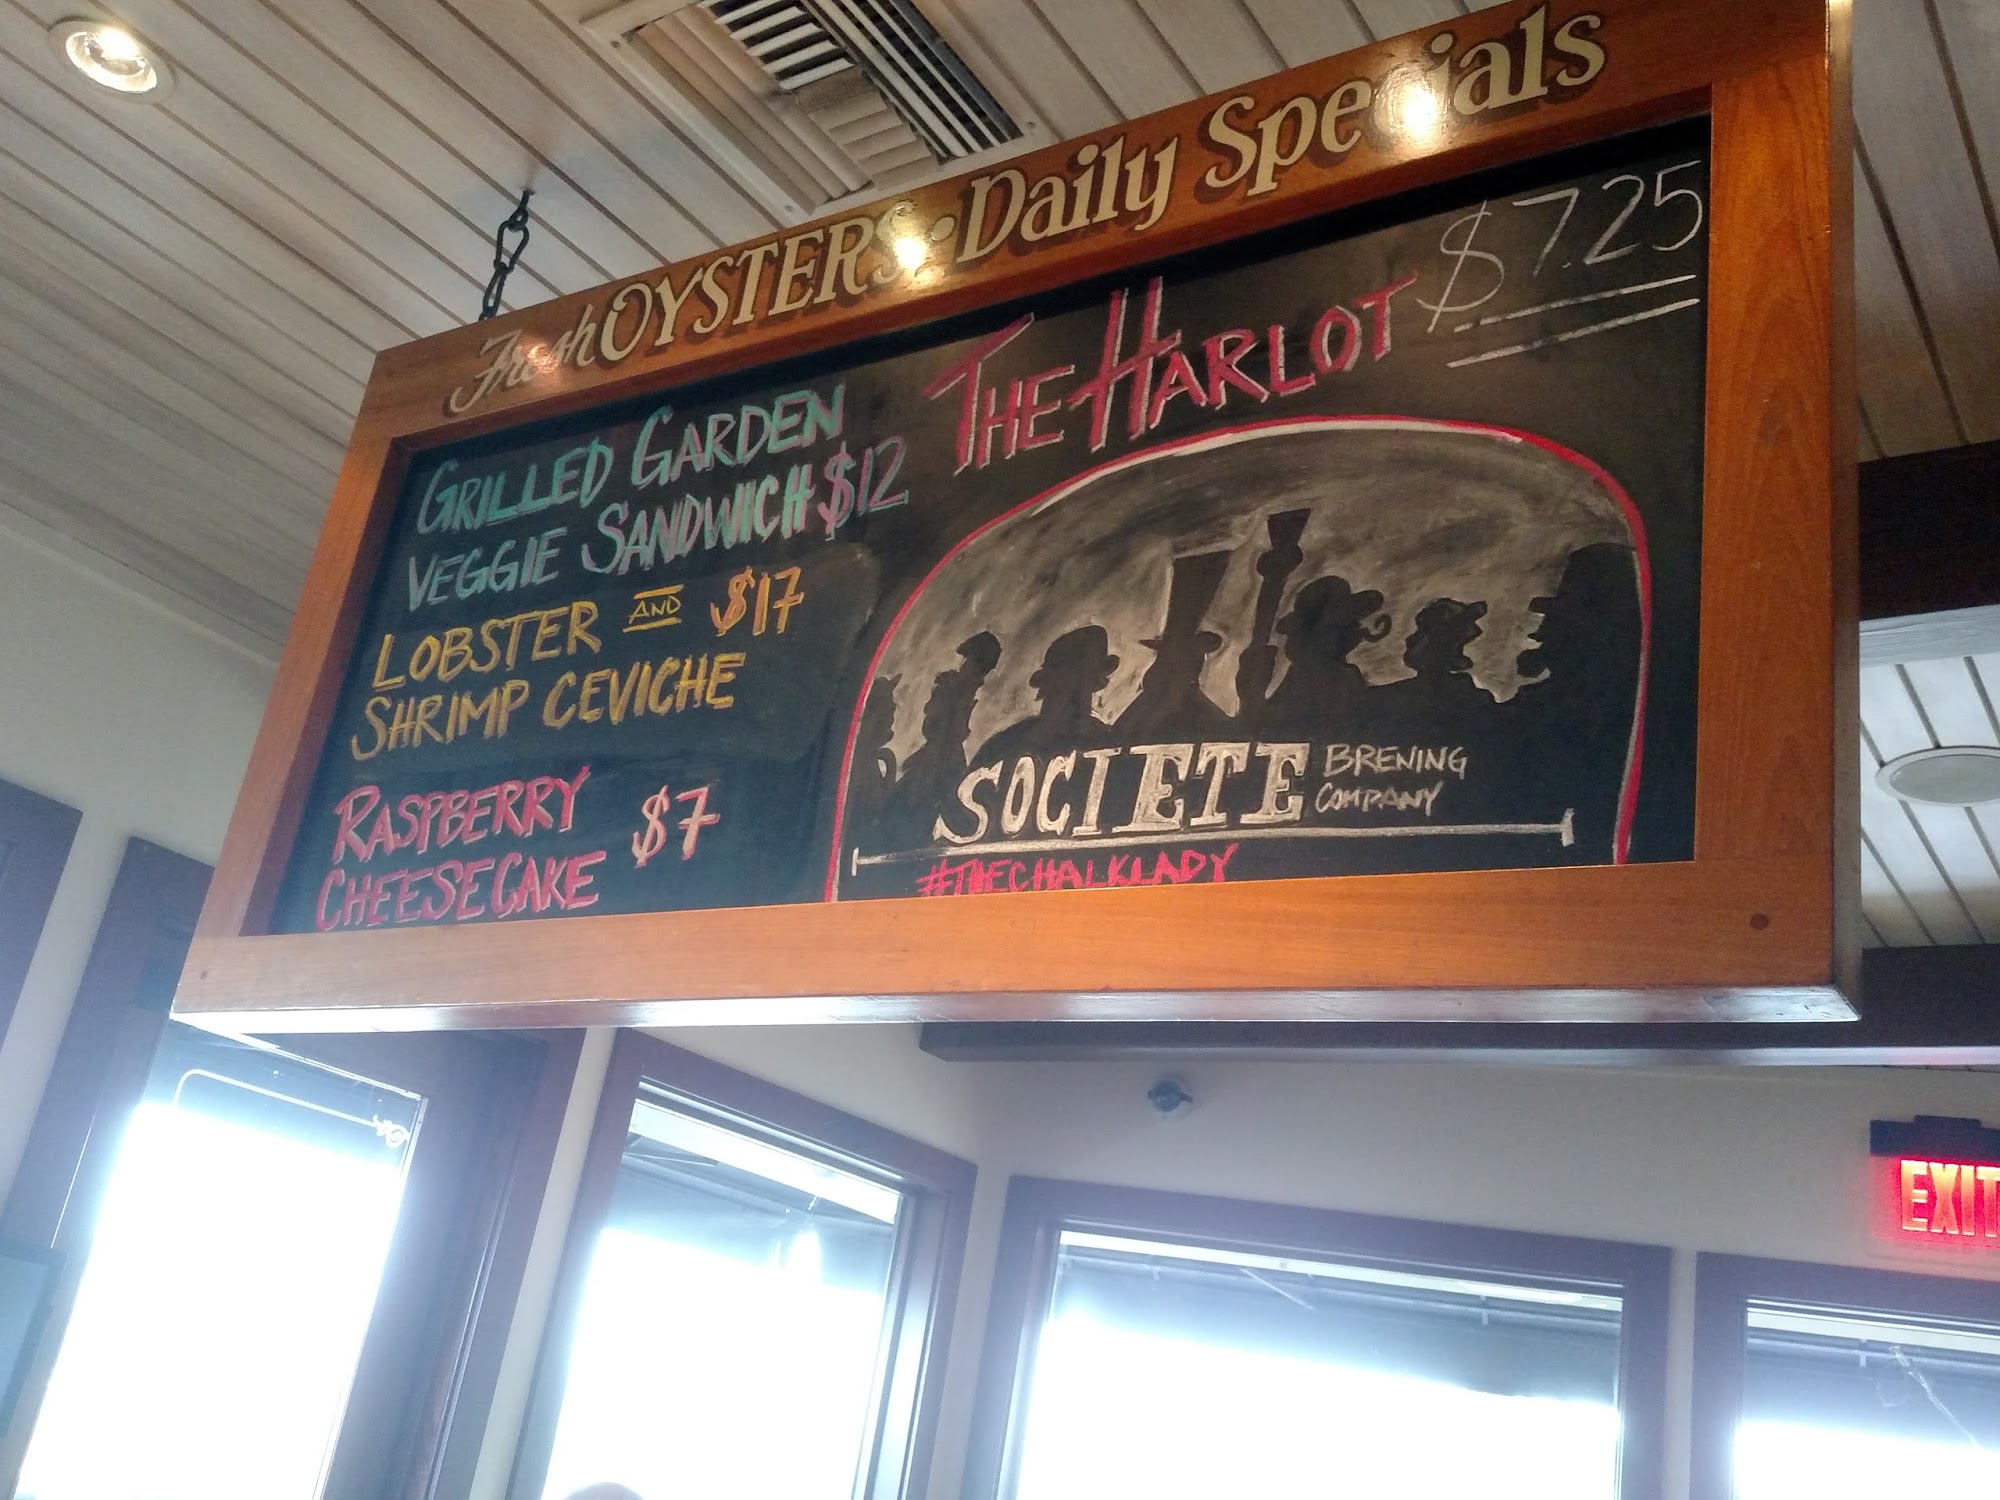 Fresh OYSTERS · Daily Specials
GRILLED GARDEN
VEGGIE SANDWICH $12
LOBSTER AND $17
SHRIMP CEVICHE
RASPBERRY
CHEESECAKE $7
THE HARLOT $7.25
SOCIETE BREWING
COMPANY
#THECHALKLADY
EXIT